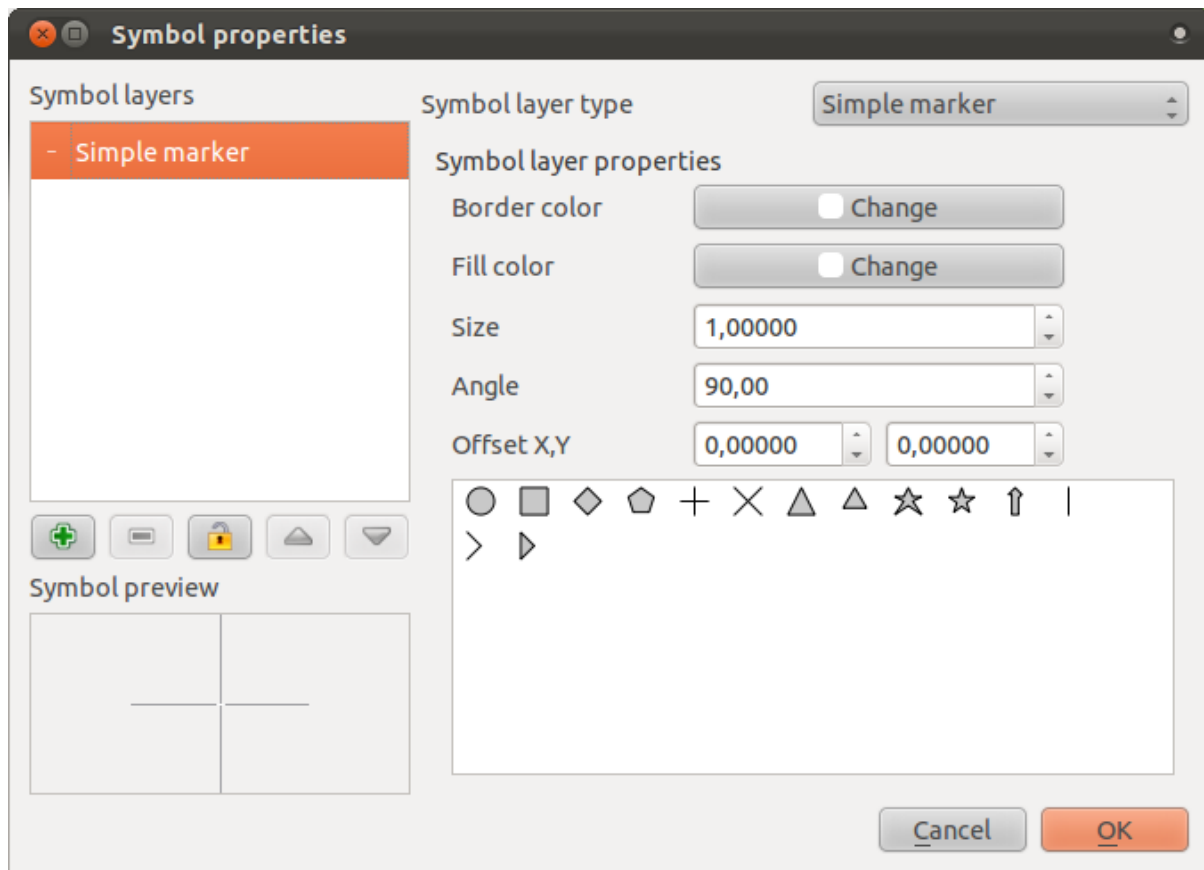 Symbol properties
Symbol layers
Simple marker
Symbol preview
Symbol layer type
Simple marker
Symbol layer properties
Border color
Change
Fill color
Change
Size
1,00000
Angle
90,00
Offset X,Y
0,00000
0,00000
Cancel
OK